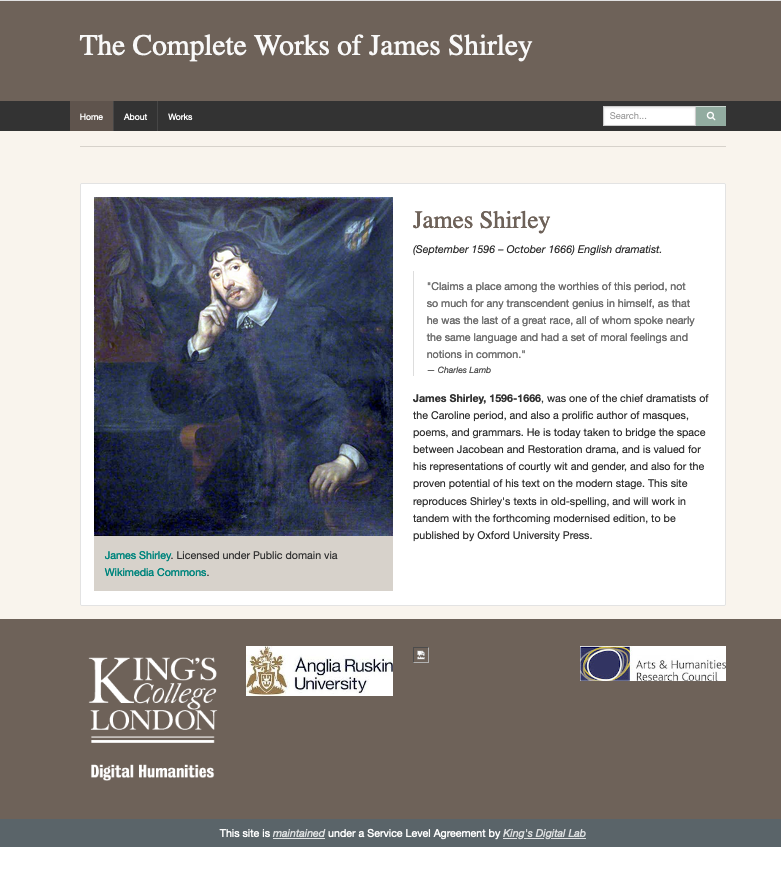 The Complete Works of James Shirley
Home About Works Search...
James Shirley
(September 1596 – October 1666) English dramatist.
"Claims a place among the worthies of this period, not
so much for any transcendent genius in himself, as that
he was the last of a great race, all of whom spoke nearly
the same language and had a set of moral feelings and
notions in common."
— Charles Lamb
James Shirley, 1596-1666, was one of the chief dramatists of
the Caroline period, and also a prolific author of masques,
poems, and grammars. He is today taken to bridge the space
between Jacobean and Restoration drama, and is valued for
his representations of courtly wit and gender, and also for the
proven potential of his text on the modern stage. This site
reproduces Shirley's texts in old-spelling, and will work in
tandem with the forthcoming modernised edition, to be
published by Oxford University Press.
James Shirley. Licensed under Public domain via
Wikimedia Commons.
KING'S
College
LONDON
Digital Humanities
Anglia Ruskin
University
Arts & Humanities
Research Council
This site is maintained under a Service Level Agreement by King's Digital Lab